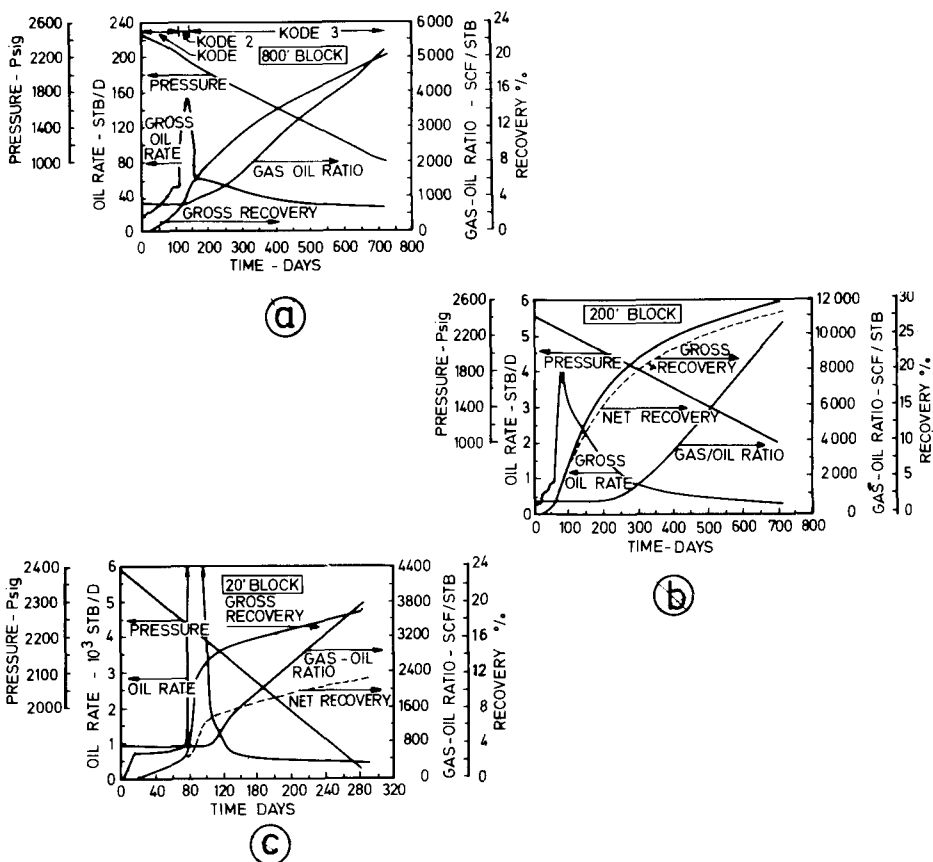 PRESSURE - Psig
2600
2400
2200
2000
1800
1600
1400
1200
1000
OIL RATE - STB/D
240
200
160
120
80
40
0
KODE 2
KODE
KODE 3
800' BLOCK
PRESSURE
GROSS
OIL
RATE
GAS OIL RATIO
GROSS RECOVERY
0 100 200 300 400 500 600 700 800
TIME - DAYS
6000
5000
4000
3000
2000
1000
0
GAS-OIL RATIO - SCF/STB
24
20
16
12
8
4
0
RECOVERY %
a
PRESSURE - Psig
2600
2200
1800
1400
1000
OIL RATE - STB/D
6
5
4
3
2
1
0
200' BLOCK
PRESSURE
GROSS
RECOVERY
NET RECOVERY
GROSS
OIL RATE
GAS/OIL RATIO
0 100 200 300 400 500 600 700 800
TIME-DAYS
12000
10000
8000
6000
4000
2000
0
GAS-OIL RATIO-SCF/STB
30
25
20
15
10
5
0
RECOVERY %
b
PRESSURE - Psig
2400
2300
2200
2100
2000
OIL RATE - 10³ STB/D
6
5
4
3
2
1
0
20' BLOCK
GROSS
RECOVERY
PRESSURE
OIL RATE
GAS-OIL
RATIO
NET RECOVERY
0 40 80 120 160 200 240 280 320
TIME DAYS
4400
3800
3200
2400
1600
800
0
GAS-OIL RATIO - SCF/STB
24
20
16
12
8
4
0
RECOVERY %
c